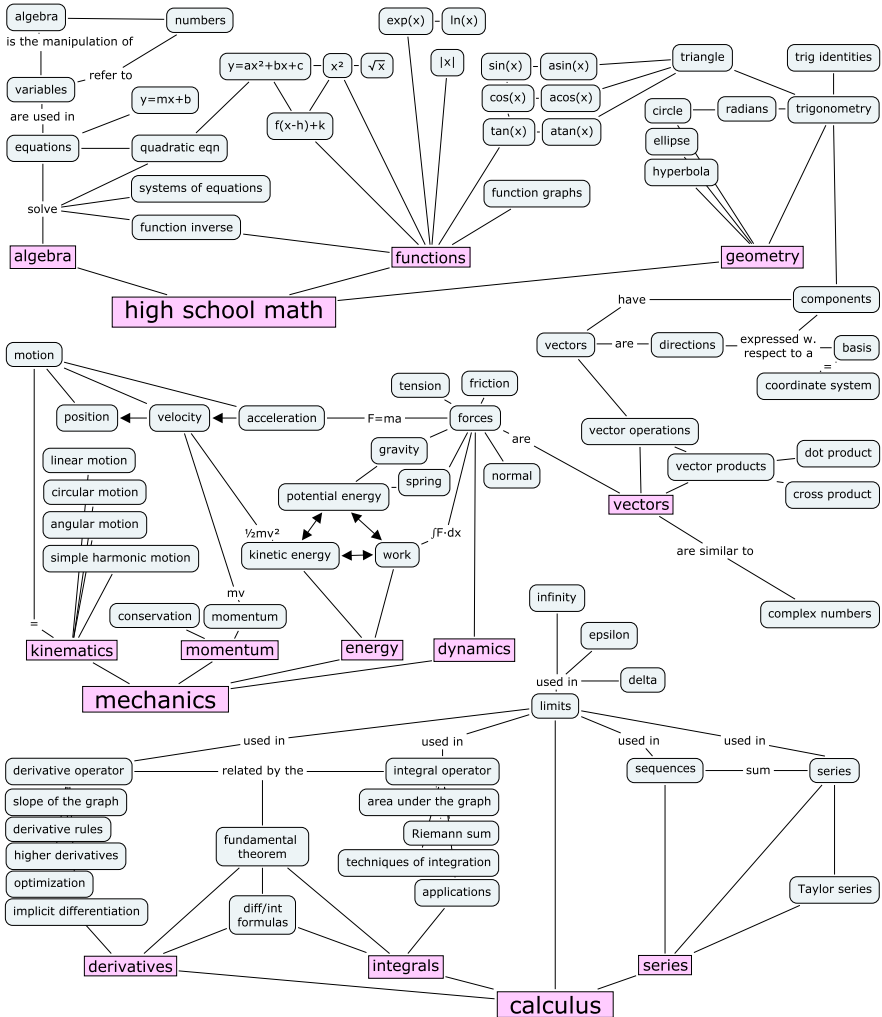 algebra
numbers
exp(x)
ln(x)
is the manipulation of
refer to
variables
y=ax²+bx+c
x²
√x
|x|
sin(x)
asin(x)
triangle
trig identities
y=mx+b
cos(x)
acos(x)
circle
radians
trigonometry
are used in
f(x-h)+k
tan(x)
atan(x)
ellipse
equations
quadratic eqn
hyperbola
systems of equations
function graphs
solve
function inverse
algebra
functions
geometry
high school math
have
components
vectors
are
directions
expressed w.
respect to a
basis
=
coordinate system
motion
tension
friction
position
velocity
acceleration
F=ma
forces
are
vector operations
gravity
linear motion
spring
normal
vector products
dot product
circular motion
potential energy
cross product
vectors
angular motion
½mv²
∫F·dx
simple harmonic motion
kinetic energy
work
are similar to
mv
conservation
momentum
complex numbers
=
kinematics
momentum
energy
dynamics
mechanics
infinity
epsilon
used in
delta
limits
used in
used in
used in
used in
derivative operator
related by the
integral operator
sequences
sum
series
slope of the graph
area under the graph
derivative rules
Riemann sum
higher derivatives
fundamental
theorem
techniques of integration
optimization
applications
Taylor series
implicit differentiation
diff/int
formulas
derivatives
integrals
series
calculus